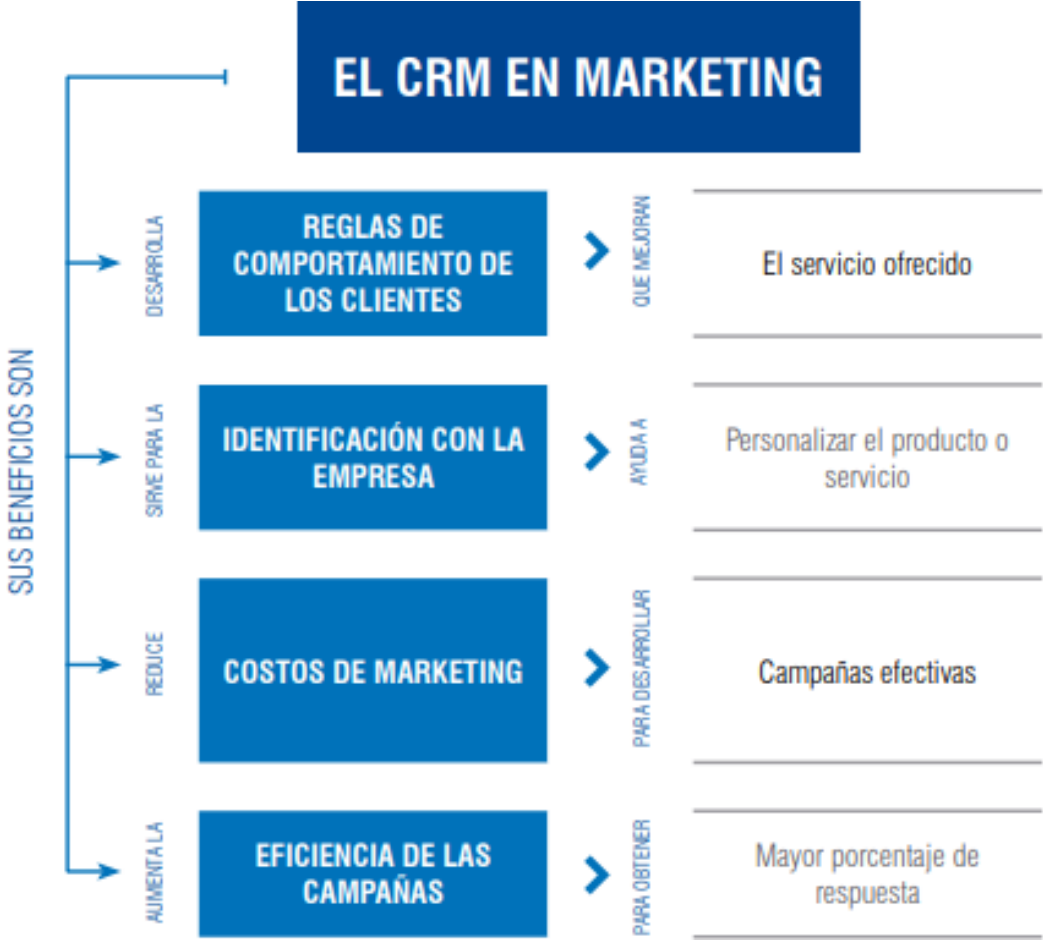 EL CRM EN MARKETING
SUS BENEFICIOS SON
DESARROLLA
REGLAS DE
COMPORTAMIENTO DE
LOS CLIENTES
QUE MEJORAN
El servicio ofrecido
SIRVE PARA LA
IDENTIFICACIÓN CON LA
EMPRESA
AYUDA A
Personalizar el producto o
servicio
REDUCE
COSTOS DE MARKETING
PARA DESARROLLAR
Campañas efectivas
AUMENTA LA
EFICIENCIA DE LAS
CAMPAÑAS
PARA OBTENER
Mayor porcentaje de
respuesta